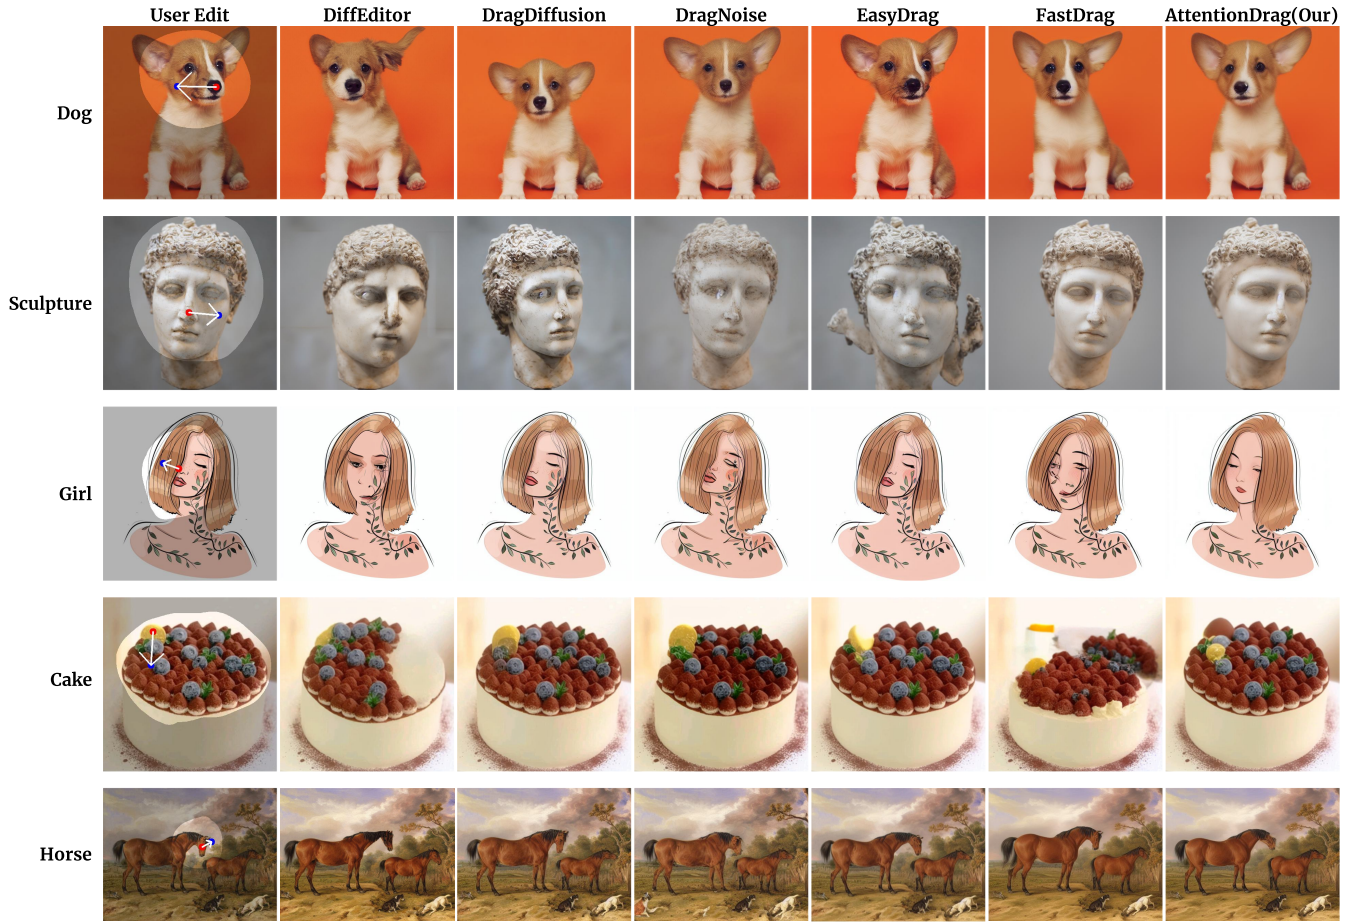 User Edit DiffEditor DragDiffusion DragNoise EasyDrag FastDrag AttentionDrag(Our)
Dog
Sculpture
Girl
Cake
Horse